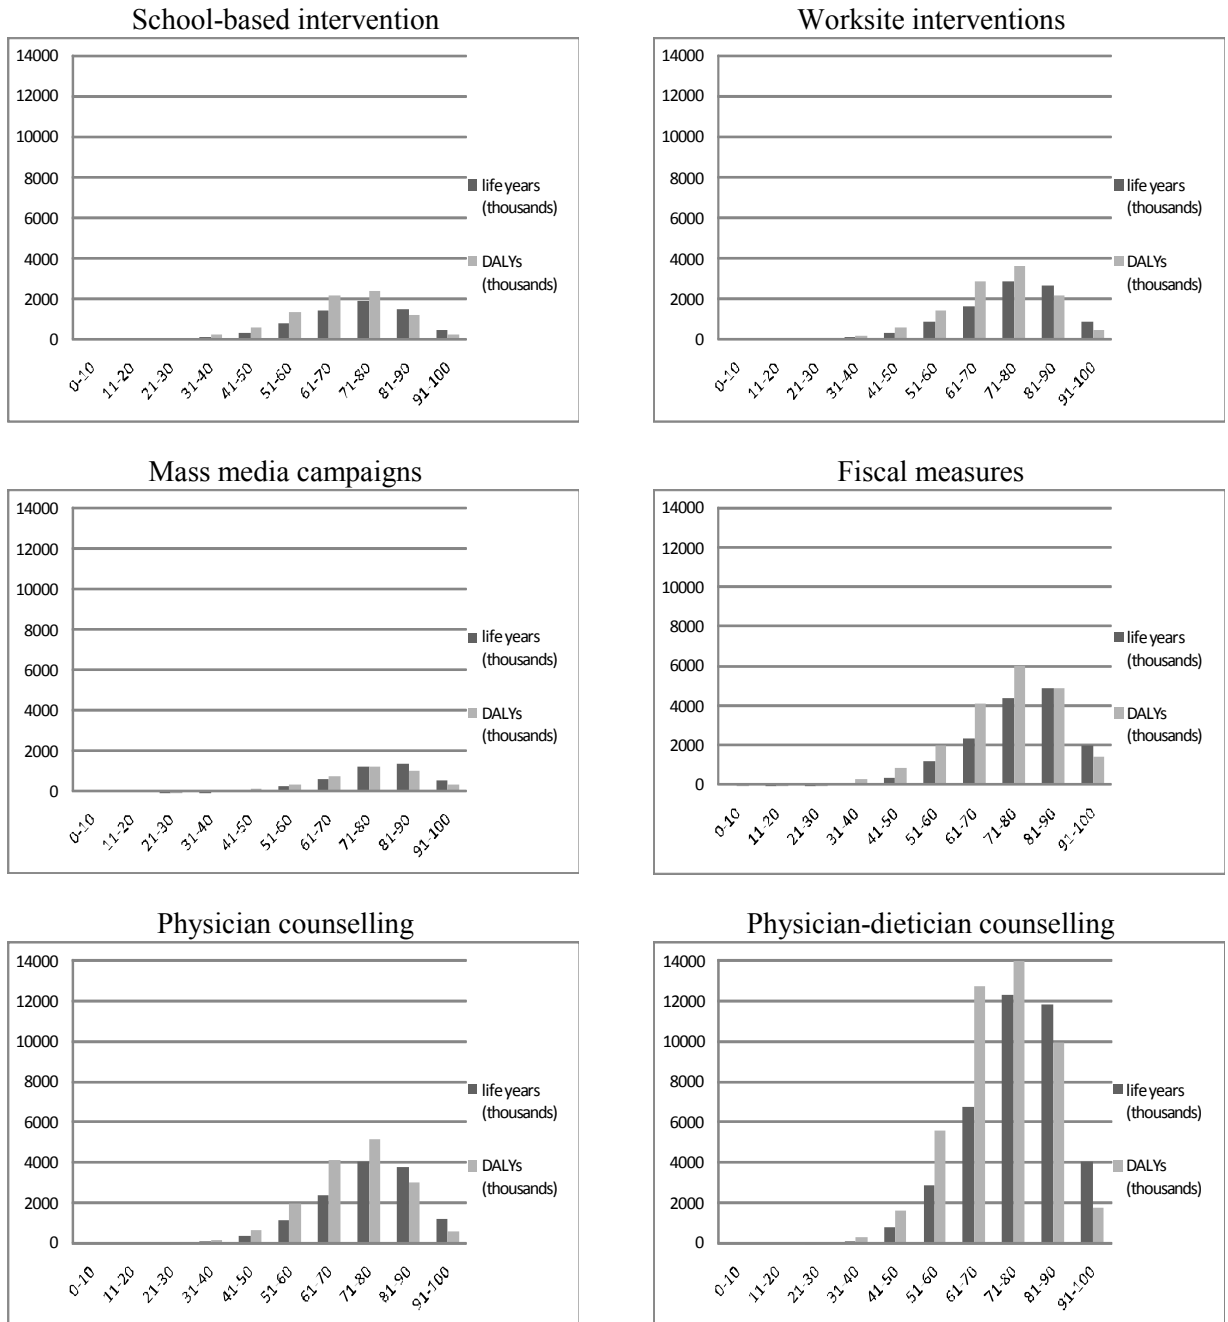 School-based intervention
14000
12000
10000
8000
6000
4000
2000
0
0-10 11-20 21-30 31-40 41-50 51-60 61-70 71-80 81-90 91-100
life years
(thousands)
DALYs
(thousands)
Worksite interventions
14000
12000
10000
8000
6000
4000
2000
0
0-10 11-20 21-30 31-40 41-50 51-60 61-70 71-80 81-90 91-100
life years
(thousands)
DALYs
(thousands)
Mass media campaigns
14000
12000
10000
8000
6000
4000
2000
0
0-10 11-20 21-30 31-40 41-50 51-60 61-70 71-80 81-90 91-100
life years
(thousands)
DALYs
(thousands)
Fiscal measures
14000
12000
10000
8000
6000
4000
2000
0
0-10 11-20 21-30 31-40 41-50 51-60 61-70 71-80 81-90 91-100
life years
(thousands)
DALYs
(thousands)
Physician counselling
14000
12000
10000
8000
6000
4000
2000
0
0-10 11-20 21-30 31-40 41-50 51-60 61-70 71-80 81-90 91-100
life years
(thousands)
DALYs
(thousands)
Physician-dietician counselling
14000
12000
10000
8000
6000
4000
2000
0
0-10 11-20 21-30 31-40 41-50 51-60 61-70 71-80 81-90 91-100
life years
(thousands)
DALYs
(thousands)